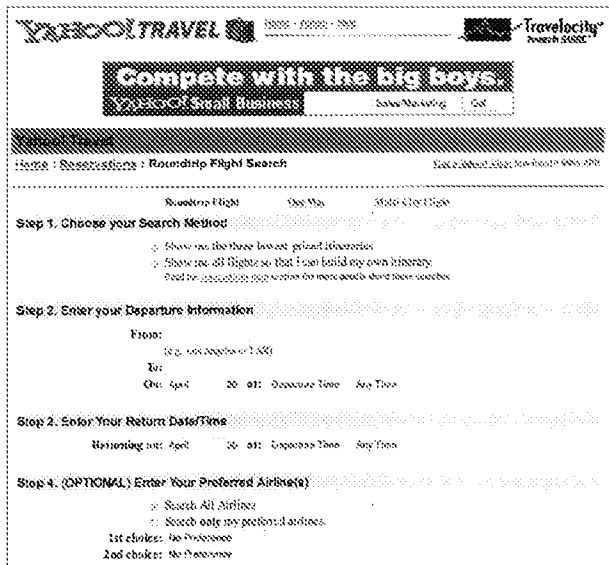 YAHOO! TRAVEL
Travelocity
Compete with the big boys.
YAHOO! Small Business Sales/Marketing Go!
Yahoo! Travel
Home : Reservations : Roundtrip Flight Search
Roundtrip Flight One Way Multi City Flight
Step 1. Choose your Search Method
Show me the three lowest priced itineraries
Show me all flights so that I can build my own itinerary
Step 2. Enter your Departure Information
From:
To:
On: April 20 01: Departure Time Any Time
Step 2. Enter Your Return Date/Time
Returning on: April 01: Departure Time Any Time
Step 4. (OPTIONAL) Enter Your Preferred Airline(s)
Search All Airlines
Search only my preferred airlines.
1st choice: No Preference
2nd choice: No Preference